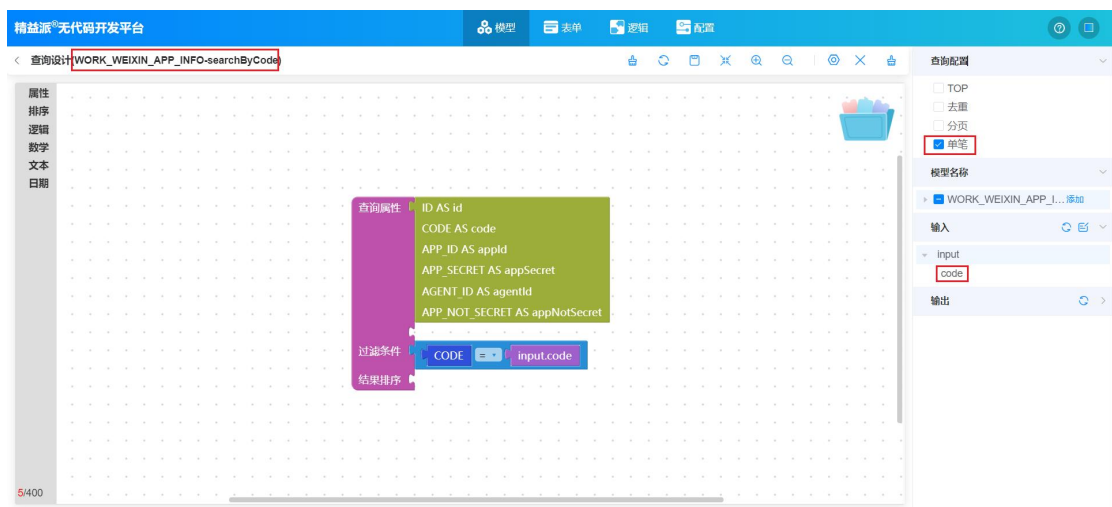 精益派®无代码开发平台
模型
表单
逻辑
配置
查询设计(WORK_WEIXIN_APP_INFO-searchByCode)
属性
排序
逻辑
数学
文本
日期
查询属性
ID AS id
CODE AS code
APP_ID AS appId
APP_SECRET AS appSecret
AGENT_ID AS agentId
APP_NOT_SECRET AS appNotSecret
过滤条件
CODE = input.code
结果排序
5/400
查询配置
TOP
去重
分页
单笔
模型名称
WORK_WEIXIN_APP_I... 添加
输入
input
code
输出